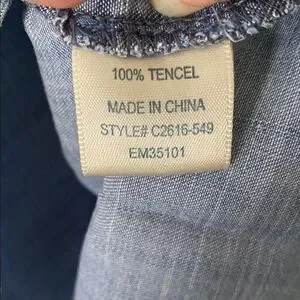 100% TENCEL
MADE IN CHINA
STYLE# C2616-549
EM35101